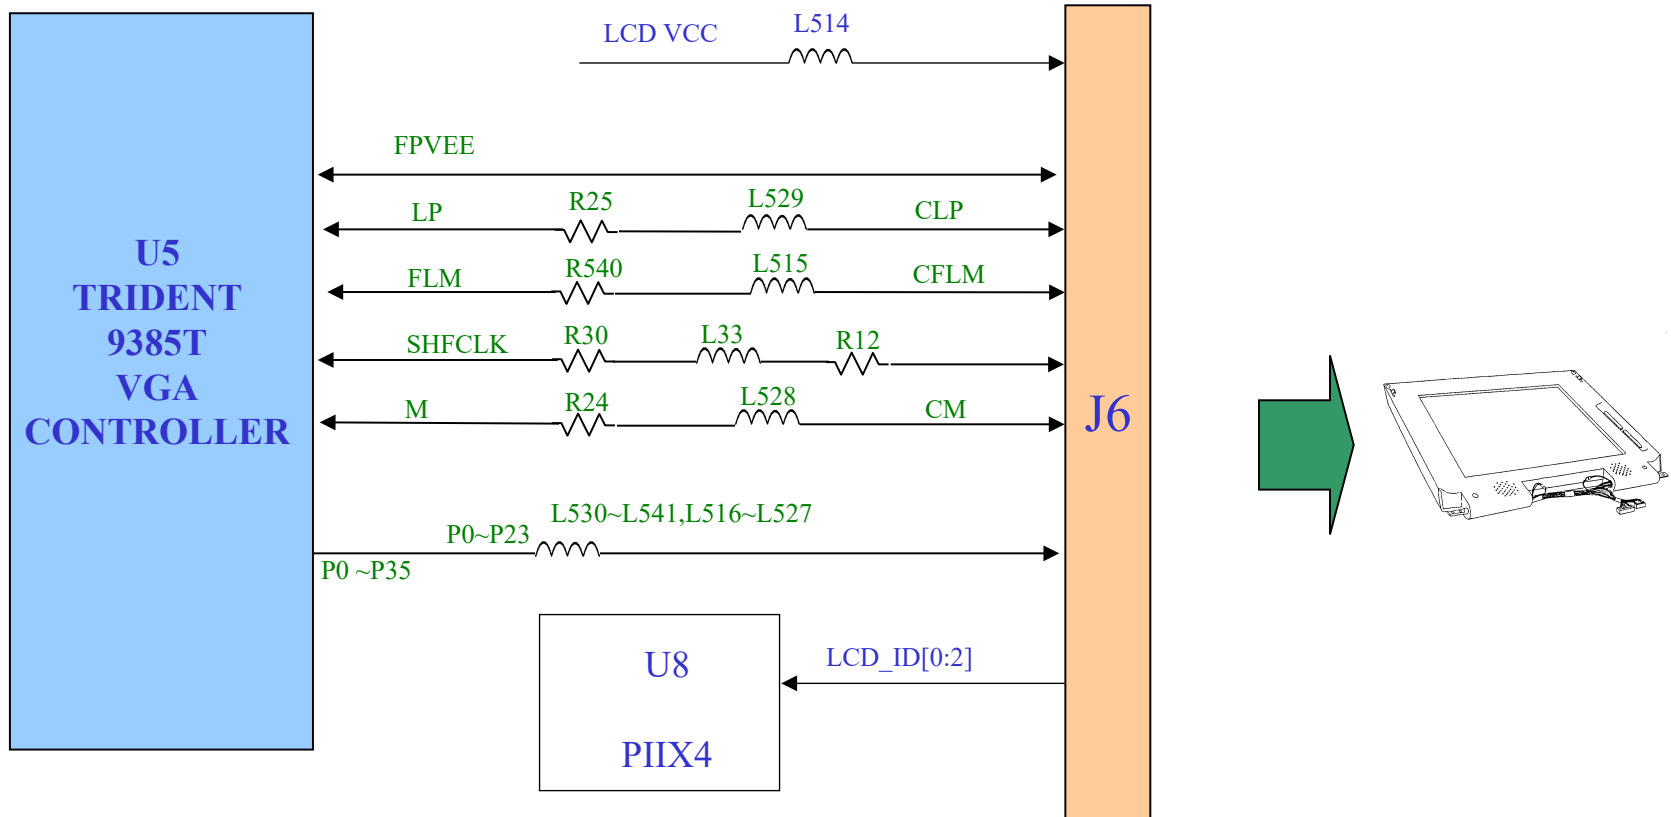 LCD VCC
L514
FPVEE
LP
R25
L529
CLP
FLM
R540
L515
CFLM
SHFCLK
R30
L33
R12
M
R24
L528
CM
U5
TRIDENT
9385T
VGA
CONTROLLER
J6
L530~L541,L516~L527
P0~P23
P0 ~P35
U8
PIIX4
LCD_ID[0:2]